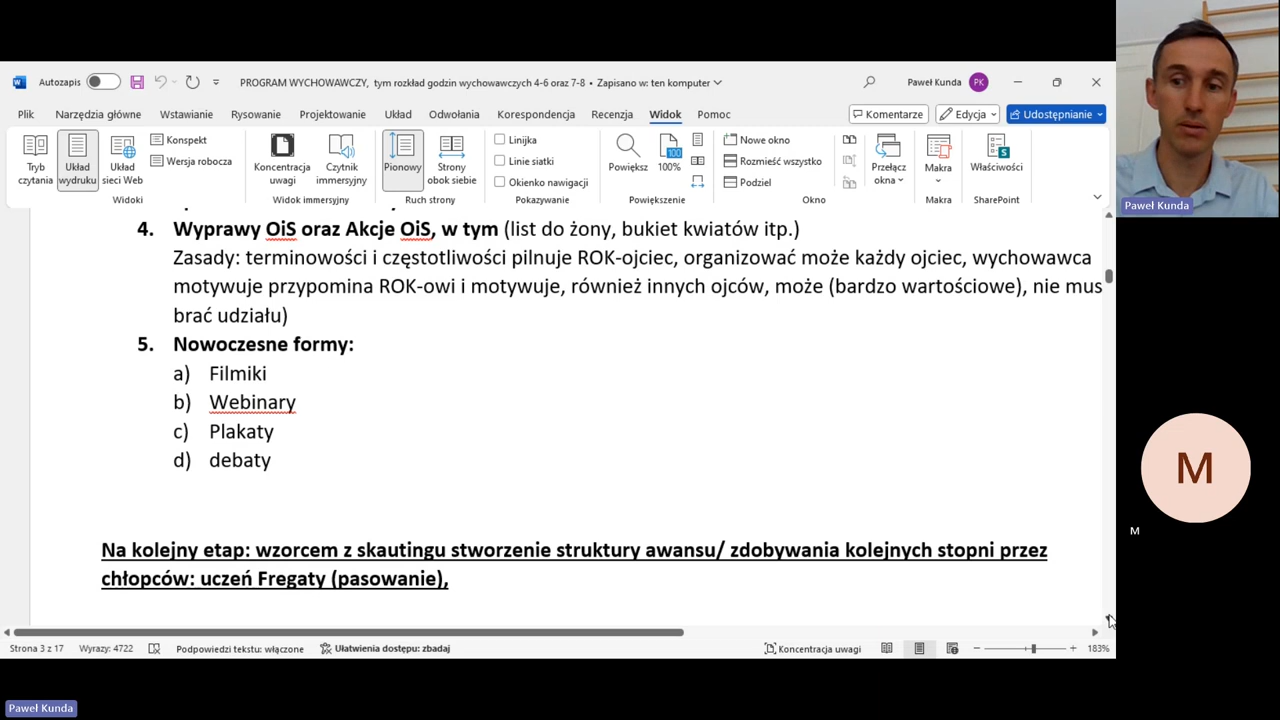 Autozapis
PROGRAM WYCHOWAWCZY, tym rozkład godzin wychowawczych 4-6 oraz 7-8 • Zapisano w: ten komputer
Paweł Kunda PK
Plik Narzędzia główne Wstawianie Rysowanie Projektowanie Układ Odwołania Korespondencja Recenzja Widok Pomoc
Komentarze Edycja Udostępnianie
Tryb czytania
Układ wydruku
Układ sieci Web
Konspekt
Wersja robocza
Widoki
Koncentracja uwagi
Czytnik immersyjny
Widok immersyjny
Pionowy
Strony obok siebie
Ruch strony
Linijka
Linie siatki
Okienko nawigacji
Pokazywanie
Powiększ
100%
Powiększenie
Nowe okno
Rozmieść wszystko
Podziel
Przełącz okna
Okno
Makra
Makra
Właściwości
SharePoint
4. Wyprawy OiS oraz Akcje OiS, w tym (list do żony, bukiet kwiatów itp.)
Zasady: terminowości i częstotliwości pilnuje ROK-ojciec, organizować może każdy ojciec, wychowawca
motywuje przypomina ROK-owi i motywuje, również innych ojców, może (bardzo wartościowe), nie mus
brać udziału)
5. Nowoczesne formy:
a) Filmiki
b) Webinary
c) Plakaty
d) debaty
Na kolejny etap: wzorcem z skautingu stworzenie struktury awansu/ zdobywania kolejnych stopni przez
chłopców: uczeń Fregaty (pasowanie),
Strona 3 z 17 Wyrazy: 4722 Podpowiedzi tekstu: włączone Ułatwienia dostępu: zbadaj Koncentracja uwagi 183%
Paweł Kunda
M
M
Paweł Kunda